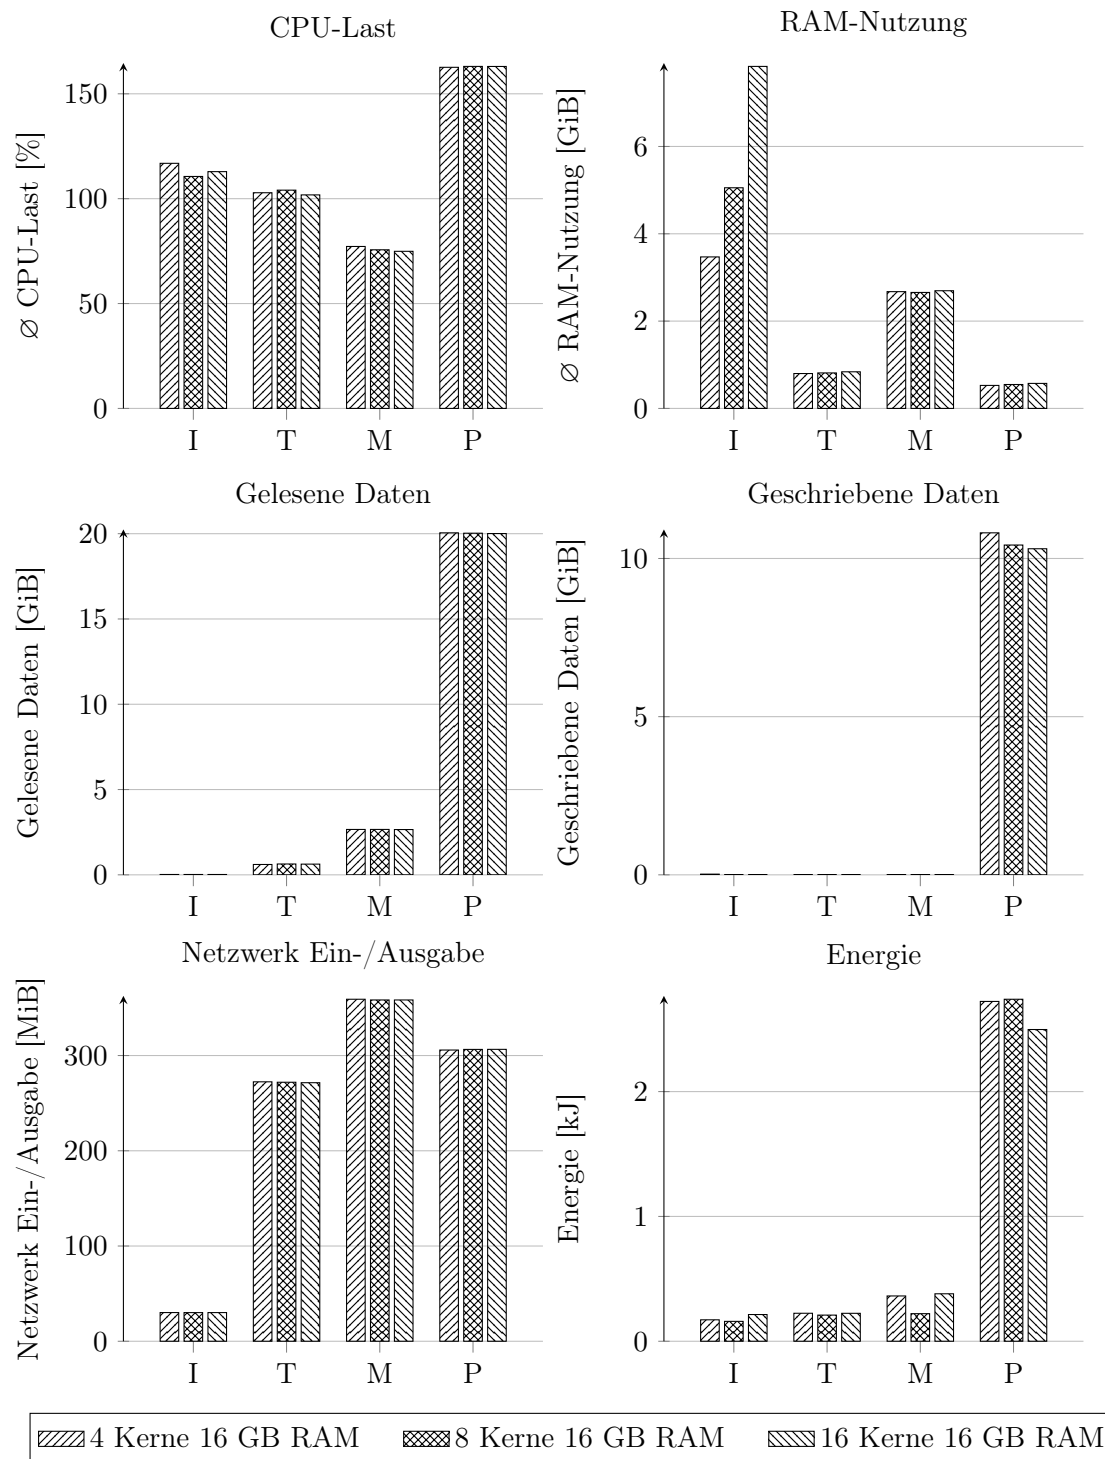 CPU-Last
Ø CPU-Last [%]
150
100
50
0
I T M P
RAM-Nutzung
Ø RAM-Nutzung [GiB]
6
4
2
0
I T M P
Gelesene Daten
Gelesene Daten [GiB]
20
15
10
5
0
I T M P
Geschriebene Daten
Geschriebene Daten [GiB]
10
5
0
I T M P
Netzwerk Ein-/Ausgabe
Netzwerk Ein-/Ausgabe [MiB]
300
200
100
0
I T M P
Energie
Energie [kJ]
2
1
0
I T M P
4 Kerne 16 GB RAM 8 Kerne 16 GB RAM 16 Kerne 16 GB RAM